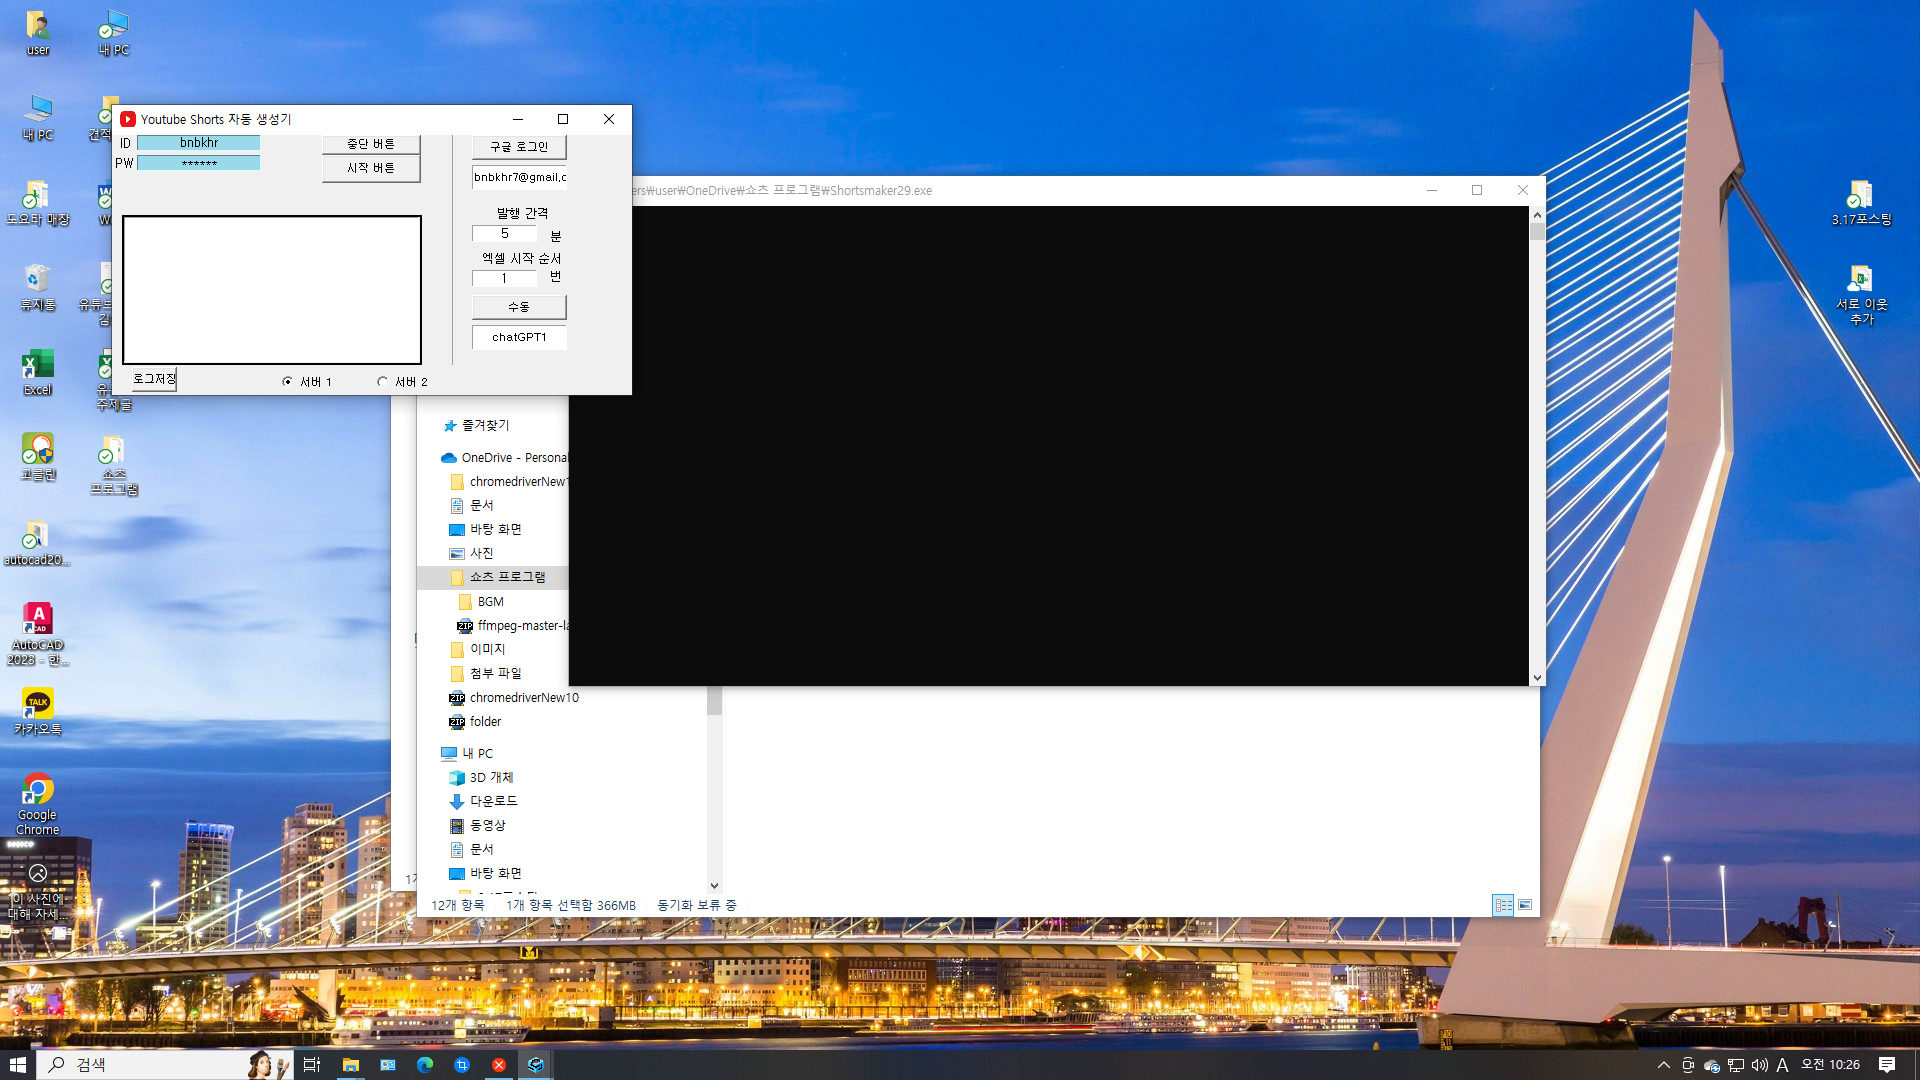 user
내 PC
내 PC
견적
도요타 매장
W
휴지통
유튜브
김
Excel
유
주제글
고클린
쇼츠
프로그램
autocad20...
AutoCAD
2023 - 한...
카카오톡
Google
Chrome
이 사진에
대해 자세...
3.17포스팅
서로 이웃
추가
Youtube Shorts 자동 생성기
ID
bnbkhr
PW
******
중단 버튼
시작 버튼
구글 로그인
bnbkhr7@gmail.c
발행 간격
5
분
엑셀 시작 순서
1
번
수동
chatGPT1
로그저장
서버 1
서버 2
ers₩user₩OneDrive₩쇼츠 프로그램₩Shortsmaker29.exe
즐겨찾기
OneDrive - Personal
chromedriverNew1
문서
바탕 화면
사진
쇼츠 프로그램
BGM
ffmpeg-master-la
이미지
첨부 파일
chromedriverNew10
folder
내 PC
3D 개체
다운로드
동영상
문서
바탕 화면
12개 항목
1개 항목 선택함 366MB
동기화 보류 중
검색
A
오전 10:26